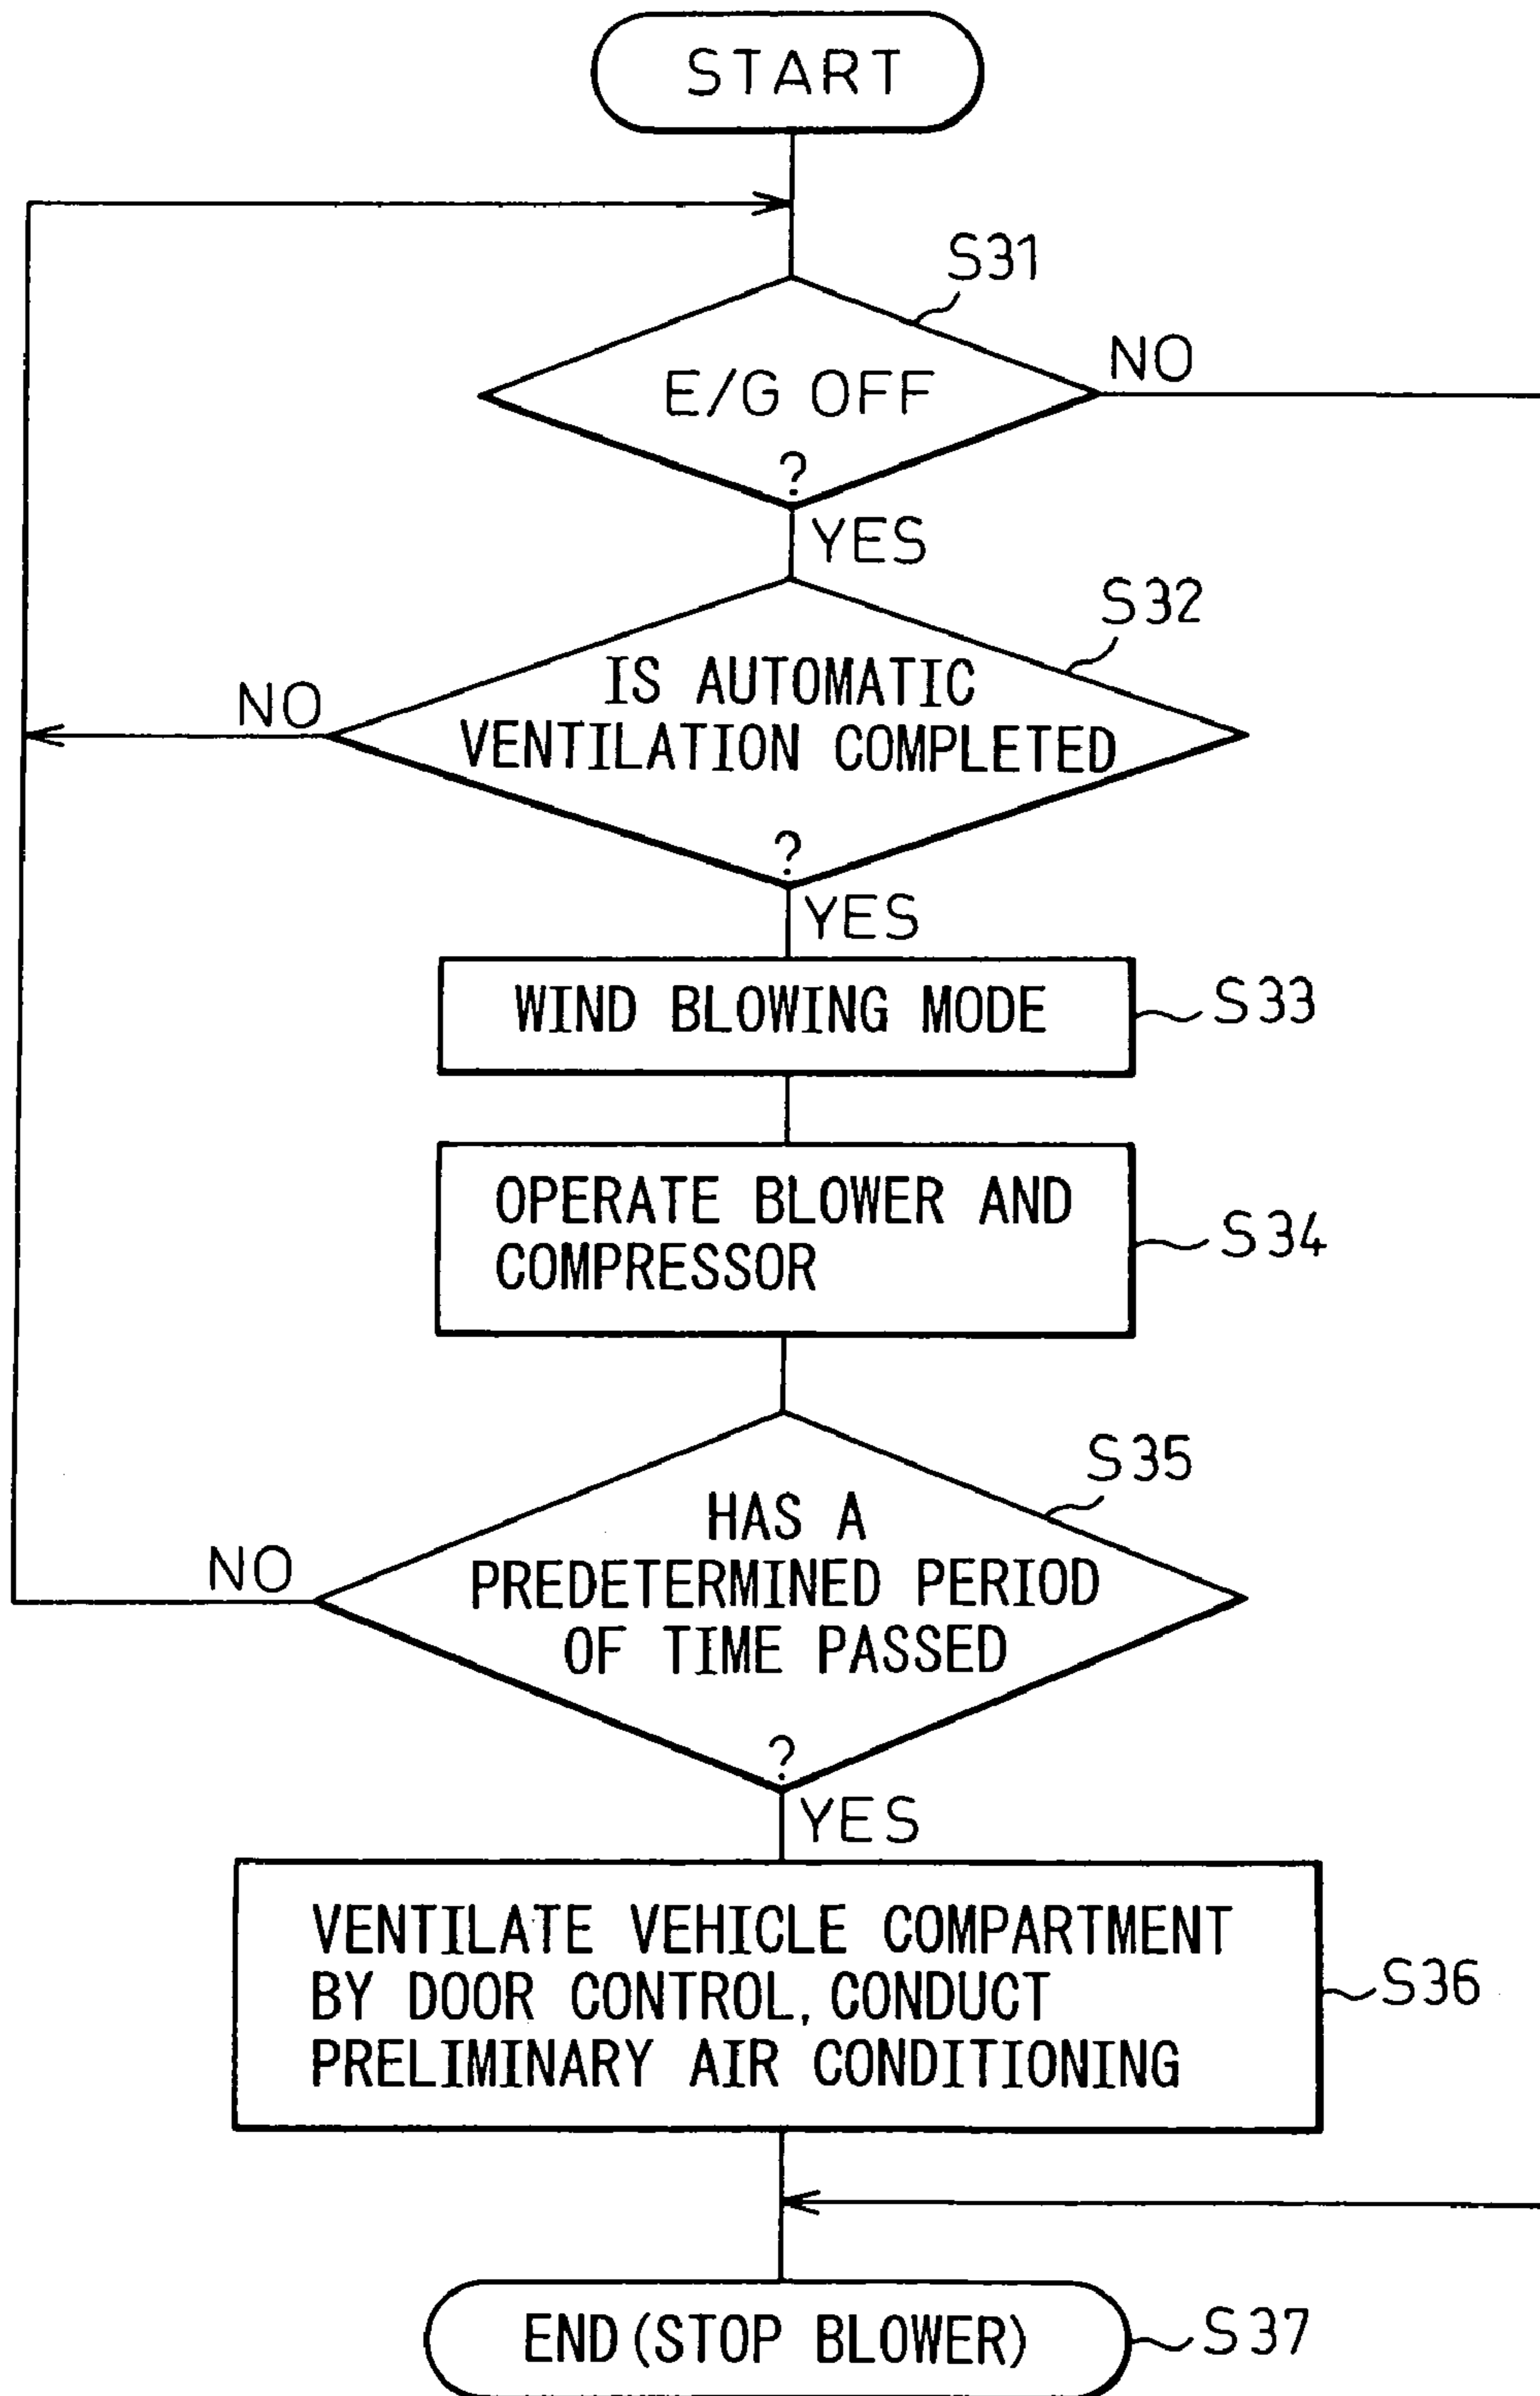 START
S31
E/G OFF
?
NO
YES
S32
IS AUTOMATIC
VENTILATION COMPLETED
?
NO
YES
WIND BLOWING MODE
S33
OPERATE BLOWER AND
COMPRESSOR
S34
S35
HAS A
PREDETERMINED PERIOD
OF TIME PASSED
?
NO
YES
VENTILATE VEHICLE COMPARTMENT
BY DOOR CONTROL, CONDUCT
PRELIMINARY AIR CONDITIONING
S36
END(STOP BLOWER)
S37